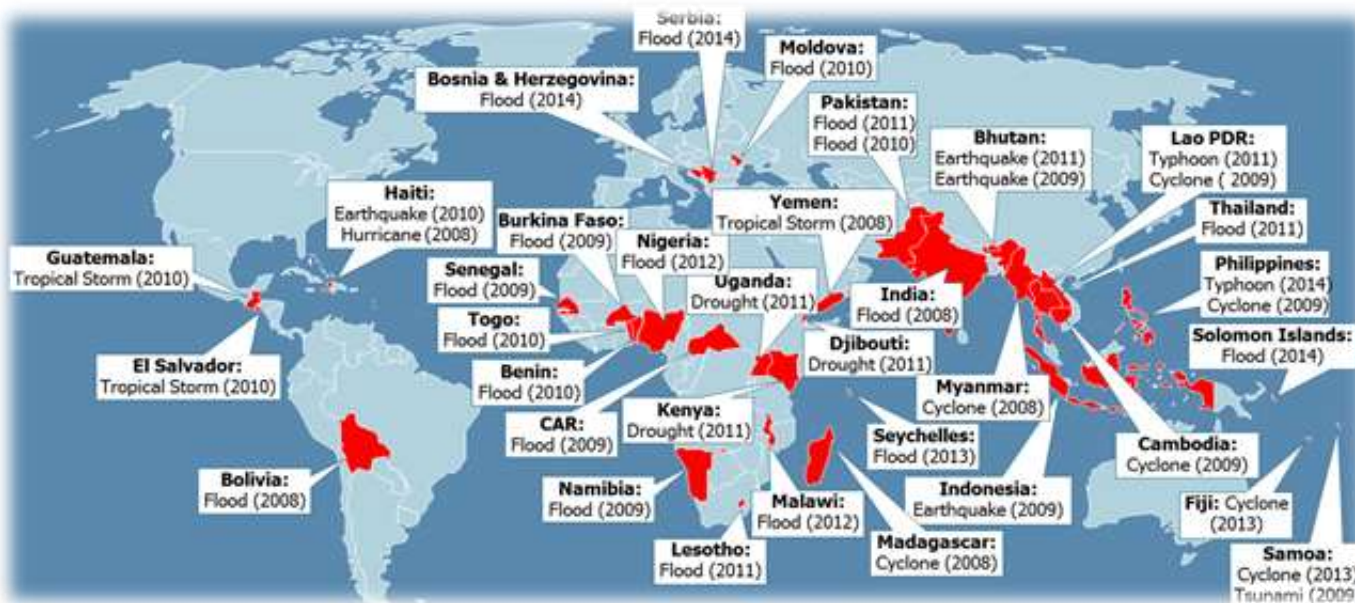 Serbia:
Flood (2014)
Moldova:
Flood (2010)
Bosnia & Herzegovina:
Flood (2014)
Pakistan:
Flood (2011)
Flood (2010)
Bhutan:
Earthquake (2011)
Earthquake (2009)
Lao PDR:
Typhoon (2011)
Cyclone ( 2009)
Haiti:
Earthquake (2010)
Hurricane (2008)
Burkina Faso:
Flood (2009)
Yemen:
Tropical Storm (2008)
Thailand:
Flood (2011)
Nigeria:
Flood (2012)
Guatemala:
Tropical Storm (2010)
Senegal:
Flood (2009)
Uganda:
Drought (2011)
India:
Flood (2008)
Philippines:
Typhoon (2014)
Cyclone (2009)
Togo:
Flood (2010)
Djibouti:
Drought (2011)
Solomon Islands:
Flood (2014)
El Salvador:
Tropical Storm (2010)
Benin:
Flood (2010)
Myanmar:
Cyclone (2008)
CAR:
Flood (2009)
Kenya:
Drought (2011)
Seychelles:
Flood (2013)
Cambodia:
Cyclone (2009)
Bolivia:
Flood (2008)
Namibia:
Flood (2009)
Malawi:
Flood (2012)
Indonesia:
Earthquake (2009)
Fiji: Cyclone
(2013)
Lesotho:
Flood (2011)
Madagascar:
Cyclone (2008)
Samoa:
Cyclone (2013)
Tsunami (2009